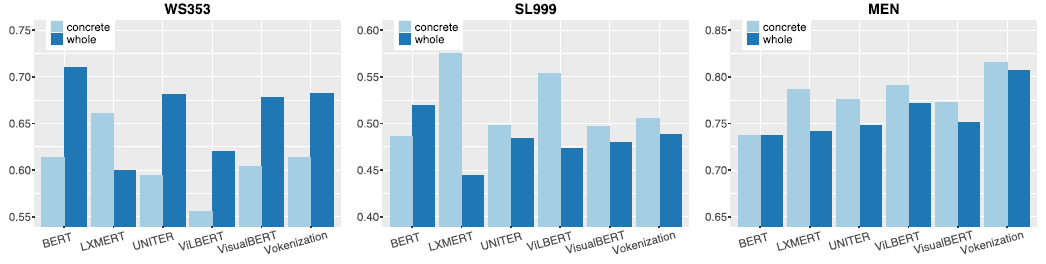 WS353
concrete
whole
0.75
0.70
0.65
0.60
0.55
BERT
LXMERT
UNITER
ViLBERT
VisualBERT
Vokenization
SL999
concrete
whole
0.60
0.55
0.50
0.45
0.40
BERT
LXMERT
UNITER
ViLBERT
VisualBERT
Vokenization
MEN
concrete
whole
0.85
0.80
0.75
0.70
0.65
BERT
LXMERT
UNITER
ViLBERT
VisualBERT
Vokenization